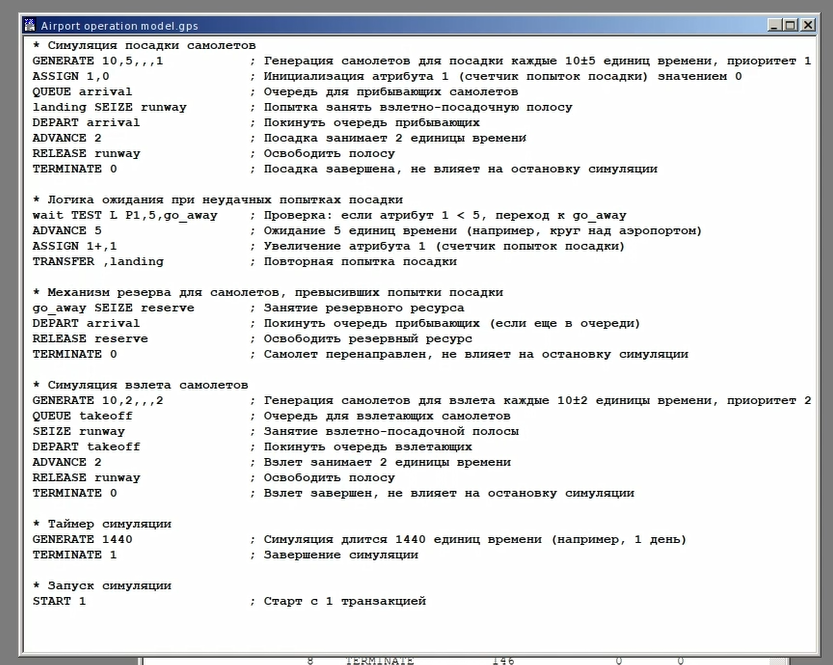 Airport operation model.gps
* Симуляция посадки самолетов
GENERATE 10,5,,,1 ; Генерация самолетов для посадки каждые 10±5 единиц времени, приоритет 1
ASSIGN 1,0 ; Инициализация атрибута 1 (счетчик попыток посадки) значением 0
QUEUE arrival ; Очередь для прибывающих самолетов
landing SEIZE runway ; Попытка занять взлетно-посадочную полосу
DEPART arrival ; Покинуть очередь прибывающих
ADVANCE 2 ; Посадка занимает 2 единицы времени
RELEASE runway ; Освободить полосу
TERMINATE 0 ; Посадка завершена, не влияет на остановку симуляции
* Логика ожидания при неудачных попытках посадки
wait TEST L P1,5,go_away ; Проверка: если атрибут 1 < 5, переход к go_away
ADVANCE 5 ; Ожидание 5 единиц времени (например, круг над аэропортом)
ASSIGN 1+,1 ; Увеличение атрибута 1 (счетчик попыток посадки)
TRANSFER ,landing ; Повторная попытка посадки
* Механизм резерва для самолетов, превысивших попытки посадки
go_away SEIZE reserve ; Занятие резервного ресурса
DEPART arrival ; Покинуть очередь прибывающих (если еще в очереди)
RELEASE reserve ; Освободить резервный ресурс
TERMINATE 0 ; Самолет перенаправлен, не влияет на остановку симуляции
* Симуляция взлета самолетов
GENERATE 10,2,,,2 ; Генерация самолетов для взлета каждые 10±2 единицы времени, приоритет 2
QUEUE takeoff ; Очередь для взлетающих самолетов
SEIZE runway ; Занятие взлетно-посадочной полосы
DEPART takeoff ; Покинуть очередь взлетающих
ADVANCE 2 ; Взлет занимает 2 единицы времени
RELEASE runway ; Освободить полосу
TERMINATE 0 ; Взлет завершен, не влияет на остановку симуляции
* Таймер симуляции
GENERATE 1440 ; Симуляция длится 1440 единиц времени (например, 1 день)
TERMINATE 1 ; Завершение симуляции
* Запуск симуляции
START 1 ; Старт с 1 транзакцией
8 TERMINATE 146 0 0